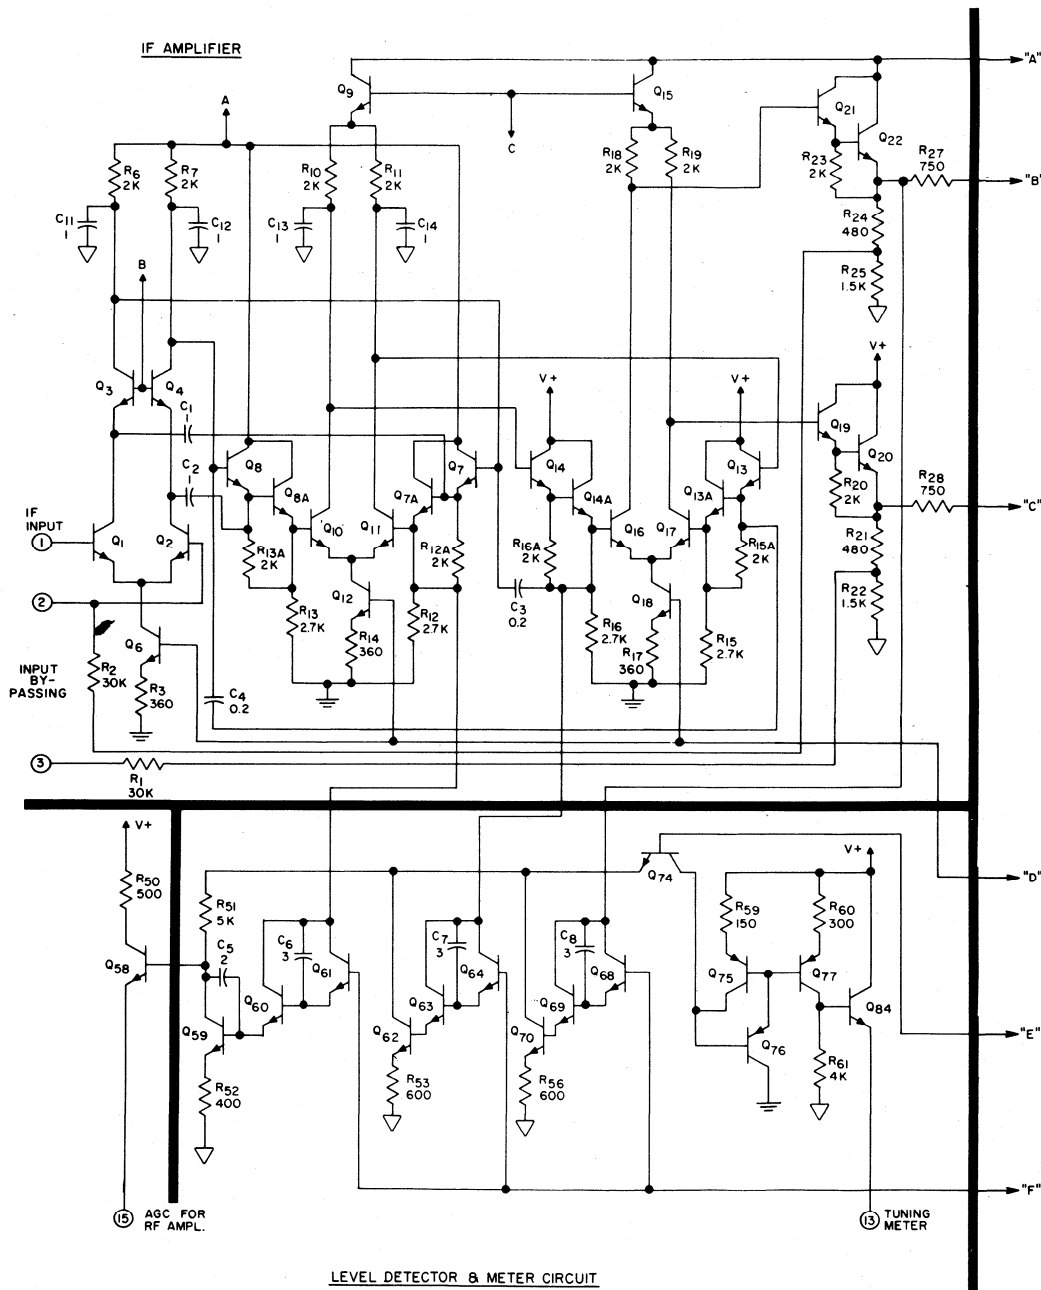 IF AMPLIFIER
"A"
Q9
Q15
Q21
Q22
A
C
R6
2K
R7
2K
R10
2K
R11
2K
R18
2K
R19
2K
R23
2K
R27
750
"B"
C11
1
C12
1
C13
1
C14
1
R24
480
B
R25
1.5K
V+
Q3
Q4
V+
V+
C1
Q19
Q20
Q8
Q7
Q14
Q13
C2
Q8A
Q7A
Q14A
Q13A
R20
2K
R28
750
"C"
IF
INPUT
1
Q1
Q2
Q10
Q11
Q16
Q17
R21
480
R13A
2K
R12A
2K
R16A
2K
R15A
2K
2
Q12
C3
0.2
Q18
R22
1.5K
R13
2.7K
R12
2.7K
R16
2.7K
R15
2.7K
Q6
R14
360
R17
360
INPUT
BY-
PASSING
R2
30K
R3
360
C4
0.2
3
R1
30K
V+
V+
Q74
"D"
R50
500
R51
5K
R59
150
R60
300
C6
3
C7
3
C8
3
C5
2
Q58
Q61
Q64
Q68
Q75
Q77
Q60
Q63
Q69
Q84
Q59
Q62
Q70
Q76
"E"
R52
400
R53
600
R56
600
R61
4K
"F"
15 AGC FOR
RF AMPL.
13 TUNING
METER
LEVEL DETECTOR & METER CIRCUIT